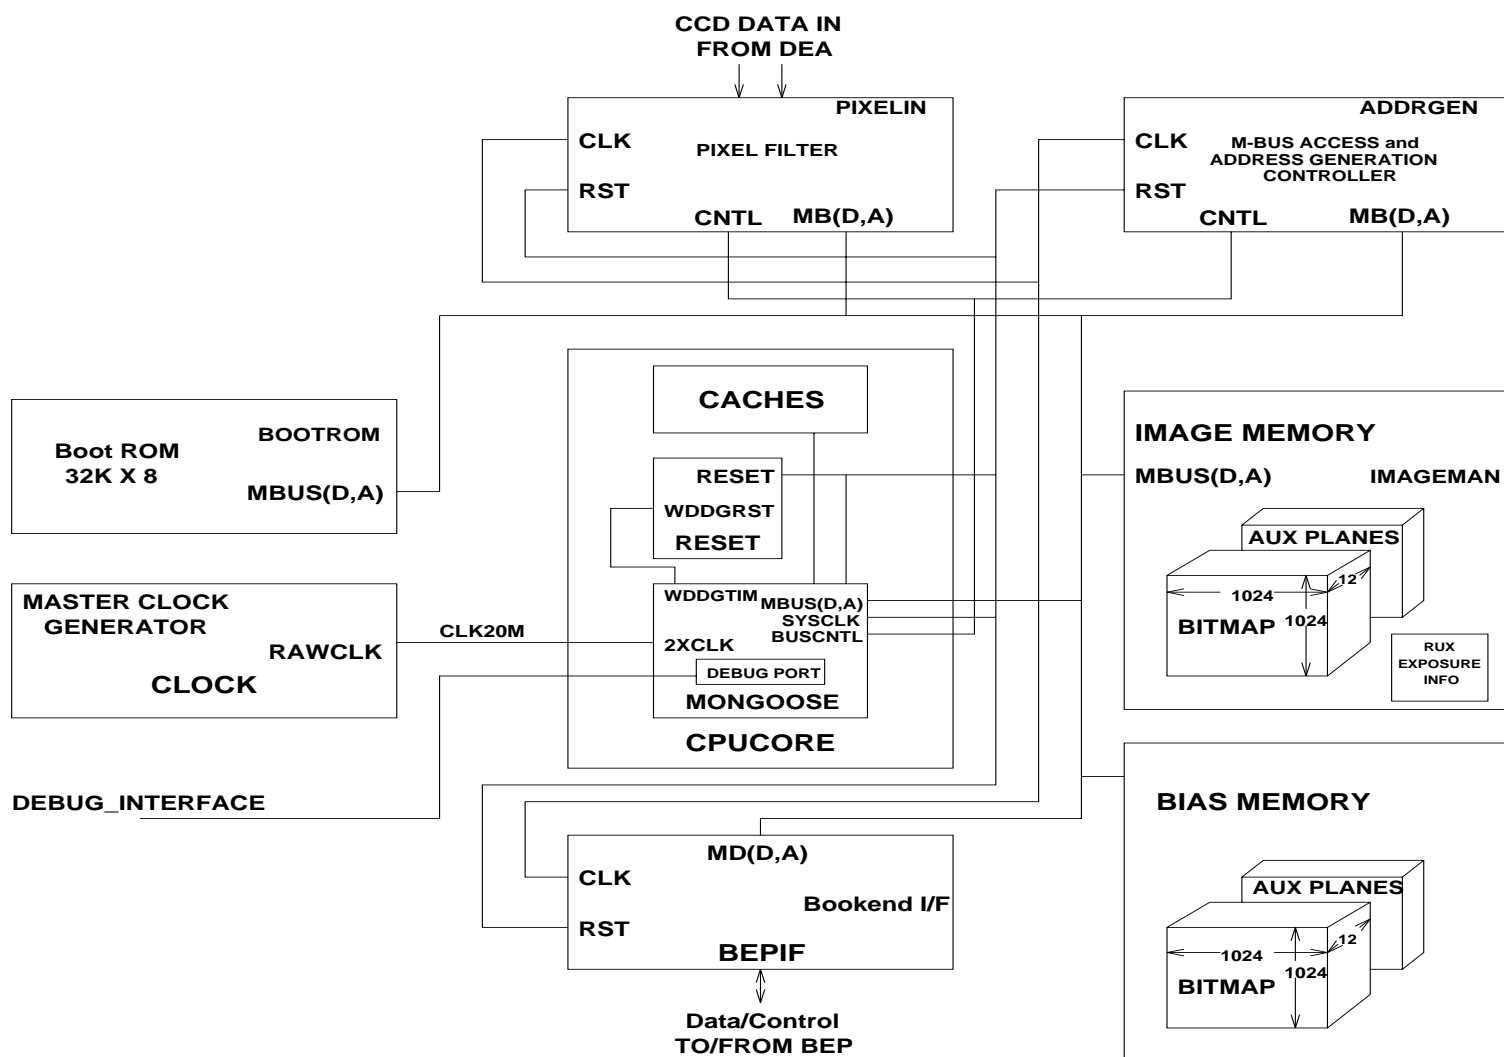 CCD DATA IN
FROM DEA
PIXELIN
CLK
PIXEL FILTER
RST
CNTL
MB(D,A)
ADDRGEN
CLK
M-BUS ACCESS and
ADDRESS GENERATION
CONTROLLER
RST
CNTL
MB(D,A)
CACHES
Boot ROM
32K X 8
BOOTROM
MBUS(D,A)
RESET
WDDGRST
RESET
IMAGE MEMORY
MBUS(D,A)
IMAGEMAN
AUX PLANES
12
1024
1024
BITMAP
RUX
EXPOSURE
INFO
MASTER CLOCK
GENERATOR
RAWCLK
CLOCK
CLK20M
WDDGTIM
MBUS(D,A)
SYSCLK
BUSCNTL
2XCLK
DEBUG PORT
MONGOOSE
CPUCORE
DEBUG_INTERFACE
BIAS MEMORY
AUX PLANES
12
1024
1024
BITMAP
MD(D,A)
CLK
Bookend I/F
RST
BEPIF
Data/Control
TO/FROM BEP